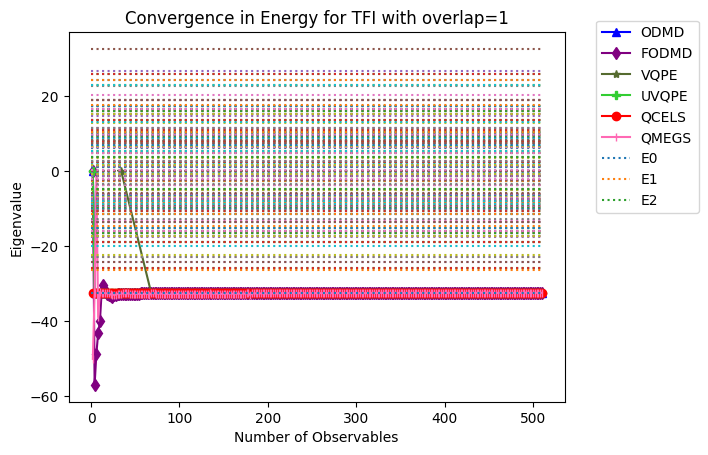 Convergence in Energy for TFI with overlap=1
Eigenvalue
20
0
−20
−40
−60
0
100
200
300
400
500
Number of Observables
ODMD
FODMD
VQPE
UVQPE
QCELS
QMEGS
E0
E1
E2